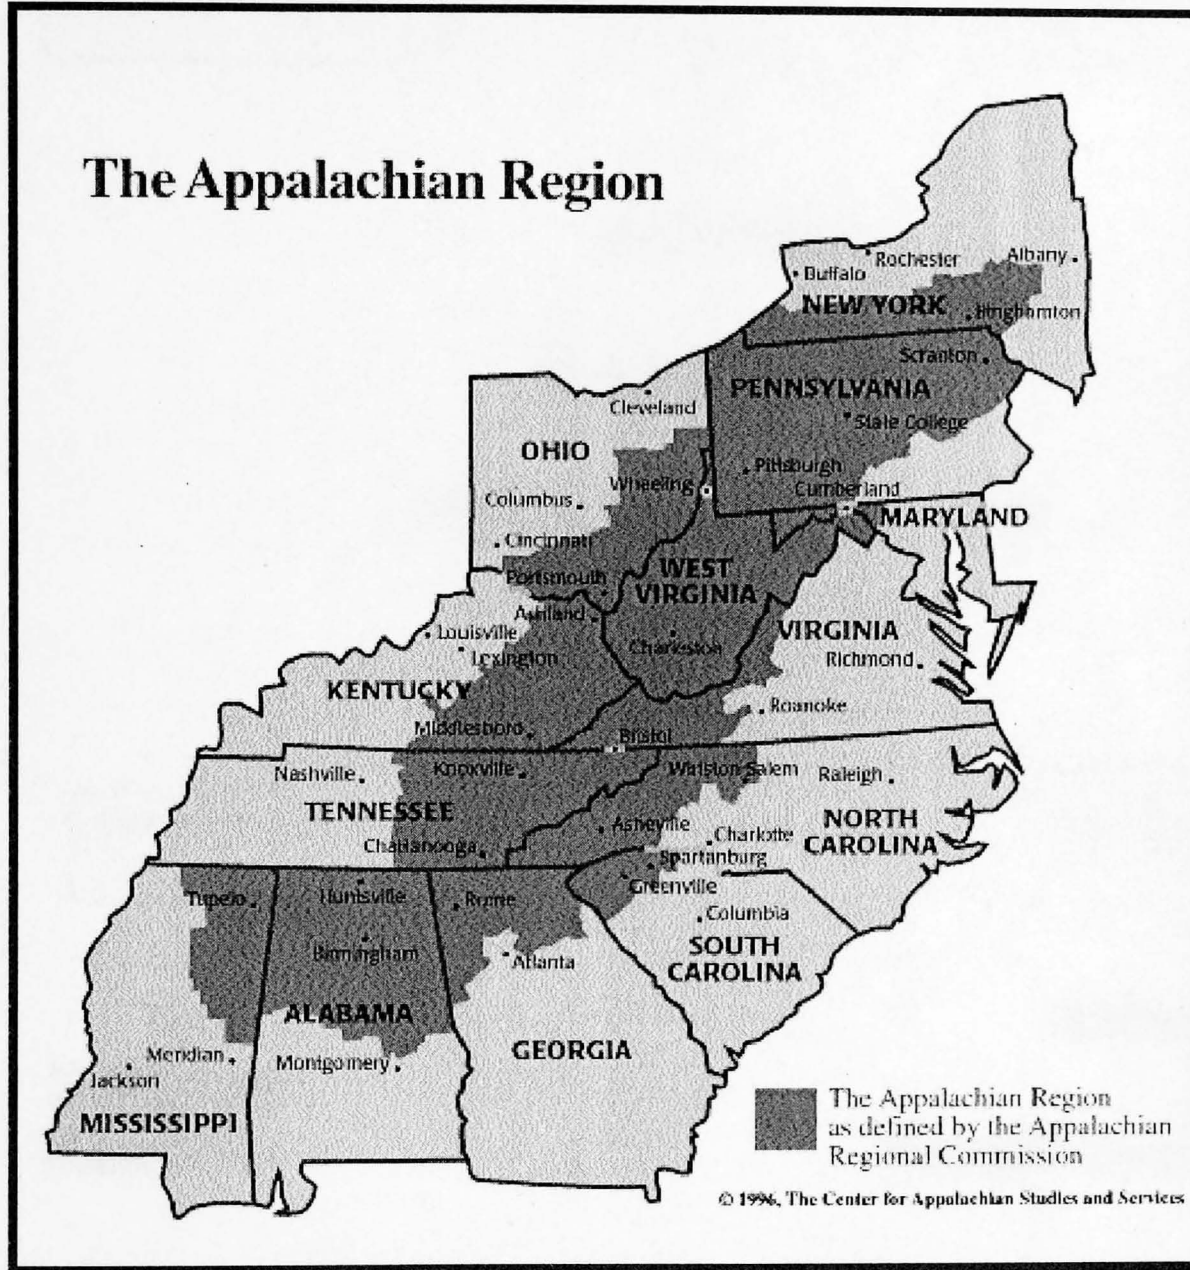 The Appalachian Region
Buffalo
Rochester
Albany
NEW YORK
Binghamton
Scranton
PENNSYLVANIA
State College
Pittsburgh
Cumberland
Cleveland
OHIO
Wheeling
Columbus
Cincinnati
Portsmouth
MARYLAND
WEST
VIRGINIA
Ashland
Charleston
VIRGINIA
Richmond
Louisville
Lexington
KENTUCKY
Roanoke
Middlesboro
Bristol
Nashville
Knoxville
Winston Salem
Raleigh
TENNESSEE
Asheville
NORTH
CAROLINA
Charlotte
Chattanooga
Spartanburg
Greenville
Tupelo
Huntsville
Rome
Columbia
SOUTH
CAROLINA
Birmingham
Atlanta
ALABAMA
GEORGIA
Meridian
Jackson
Montgomery
MISSISSIPPI
The Appalachian Region
as defined by the Appalachian
Regional Commission
© 1996, The Center for Appalachian Studies and Services